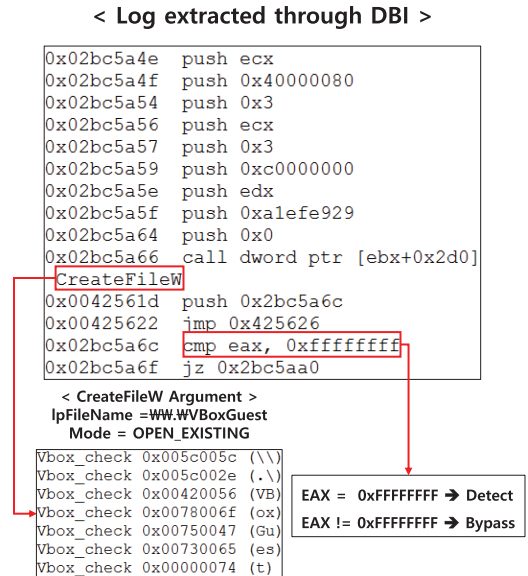 < Log extracted through DBI >
0x02bc5a4e push ecx
0x02bc5a4f push 0x40000080
0x02bc5a54 push 0x3
0x02bc5a56 push ecx
0x02bc5a57 push 0x3
0x02bc5a59 push 0xc0000000
0x02bc5a5e push edx
0x02bc5a5f push 0xa1efe929
0x02bc5a64 push 0x0
0x02bc5a66 call dword ptr [ebx+0x2d0]
CreateFileW
0x0042561d push 0x2bc5a6c
0x00425622 jmp 0x425626
0x02bc5a6c cmp eax, 0xffffffff
0x02bc5a6f jz 0x2bc5aa0
< CreateFileW Argument >
lpFileName =₩₩.₩VBoxGuest
Mode = OPEN_EXISTING
Vbox_check 0x005c005c (\\)
Vbox_check 0x005c002e (.\)
Vbox_check 0x00420056 (VB)
Vbox_check 0x0078006f (ox)
Vbox_check 0x00750047 (Gu)
Vbox_check 0x00730065 (es)
Vbox_check 0x00000074 (t)
EAX = 0xFFFFFFFF ➔ Detect
EAX != 0xFFFFFFFF ➔ Bypass